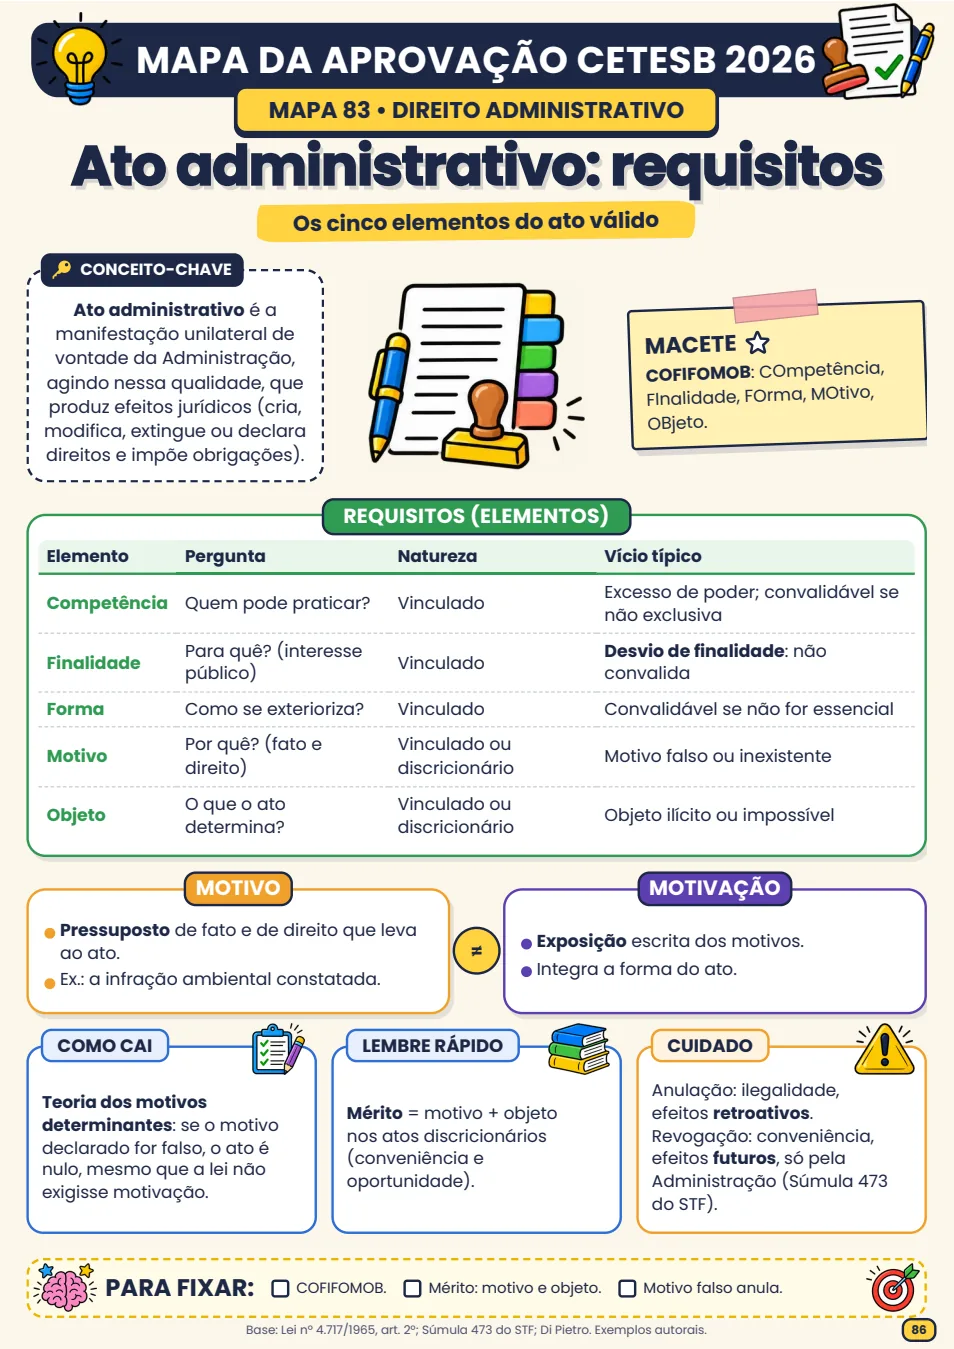 MAPA DA APROVAÇÃO CETESB 2026
MAPA 83 • DIREITO ADMINISTRATIVO
Ato administrativo: requisitos
Os cinco elementos do ato válido
CONCEITO-CHAVE
Ato administrativo é a
manifestação unilateral de
vontade da Administração,
agindo nessa qualidade, que
produz efeitos jurídicos (cria,
modifica, extingue ou declara
direitos e impõe obrigações).
MACETE
COFIFOMOB: COmpetência,
FInalidade, FOrma, MOtivo,
OBjeto.
REQUISITOS (ELEMENTOS)
Elemento Pergunta Natureza Vício típico
Competência Quem pode praticar? Vinculado Excesso de poder; convalidável se
não exclusiva
Finalidade Para quê? (interesse
público) Vinculado Desvio de finalidade: não
convalida
Forma Como se exterioriza? Vinculado Convalidável se não for essencial
Motivo Por quê? (fato e
direito) Vinculado ou
discricionário Motivo falso ou inexistente
Objeto O que o ato
determina? Vinculado ou
discricionário Objeto ilícito ou impossível
MOTIVO
Pressuposto de fato e de direito que leva
ao ato.
Ex.: a infração ambiental constatada.
≠
MOTIVAÇÃO
Exposição escrita dos motivos.
Integra a forma do ato.
COMO CAI
Teoria dos motivos
determinantes: se o motivo
declarado for falso, o ato é
nulo, mesmo que a lei não
exigisse motivação.
LEMBRE RÁPIDO
Mérito = motivo + objeto
nos atos discricionários
(conveniência e
oportunidade).
CUIDADO
Anulação: ilegalidade,
efeitos retroativos.
Revogação: conveniência,
efeitos futuros, só pela
Administração (Súmula 473
do STF).
PARA FIXAR: COFIFOMOB. Mérito: motivo e objeto. Motivo falso anula.
Base: Lei nº 4.717/1965, art. 2º; Súmula 473 do STF; Di Pietro. Exemplos autorais.
86